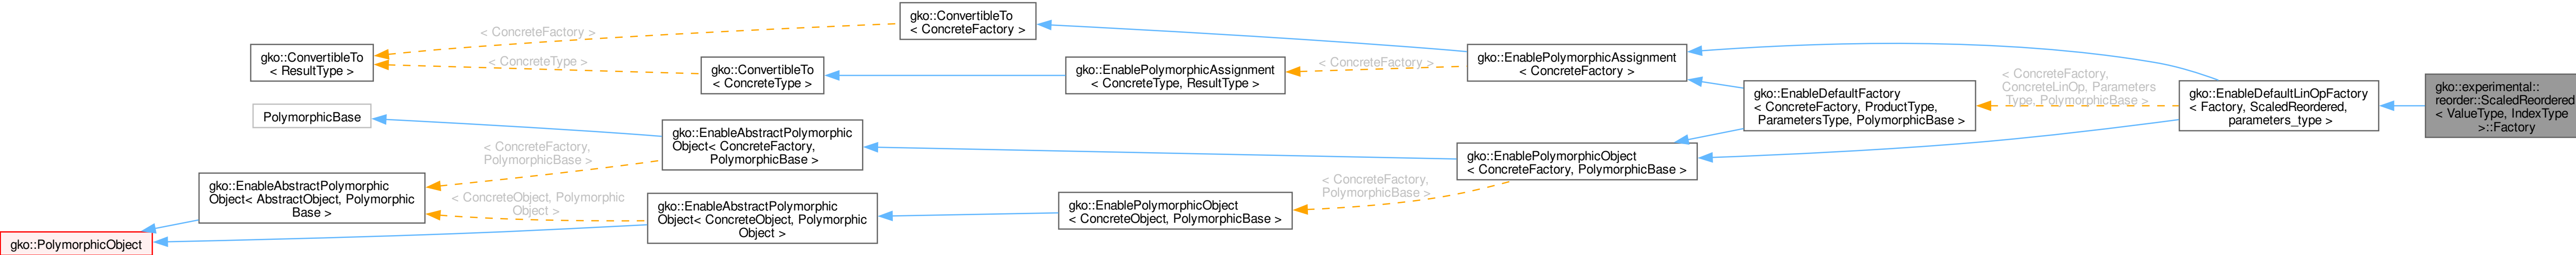 gko::ConvertibleTo
< ResultType >
PolymorphicBase
gko::EnableAbstractPolymorphic
Object< AbstractObject, Polymorphic
Base >
gko::PolymorphicObject
< ConcreteFactory >
< ConcreteType >
< ConcreteFactory,
PolymorphicBase >
< ConcreteObject, Polymorphic
Object >
gko::ConvertibleTo
< ConcreteFactory >
gko::ConvertibleTo
< ConcreteType >
gko::EnableAbstractPolymorphic
Object< ConcreteFactory,
PolymorphicBase >
gko::EnableAbstractPolymorphic
Object< ConcreteObject, Polymorphic
Object >
gko::EnablePolymorphicAssignment
< ConcreteType, ResultType >
gko::EnablePolymorphicObject
< ConcreteObject, PolymorphicBase >
< ConcreteFactory >
< ConcreteFactory,
PolymorphicBase >
gko::EnablePolymorphicAssignment
< ConcreteFactory >
gko::EnablePolymorphicObject
< ConcreteFactory, PolymorphicBase >
gko::EnableDefaultFactory
< ConcreteFactory, ProductType,
ParametersType, PolymorphicBase >
< ConcreteFactory,
ConcreteLinOp, Parameters
Type, PolymorphicBase >
gko::EnableDefaultLinOpFactory
< Factory, ScaledReordered,
parameters_type >
gko::experimental::
reorder::ScaledReordered
< ValueType, IndexType
>::Factory